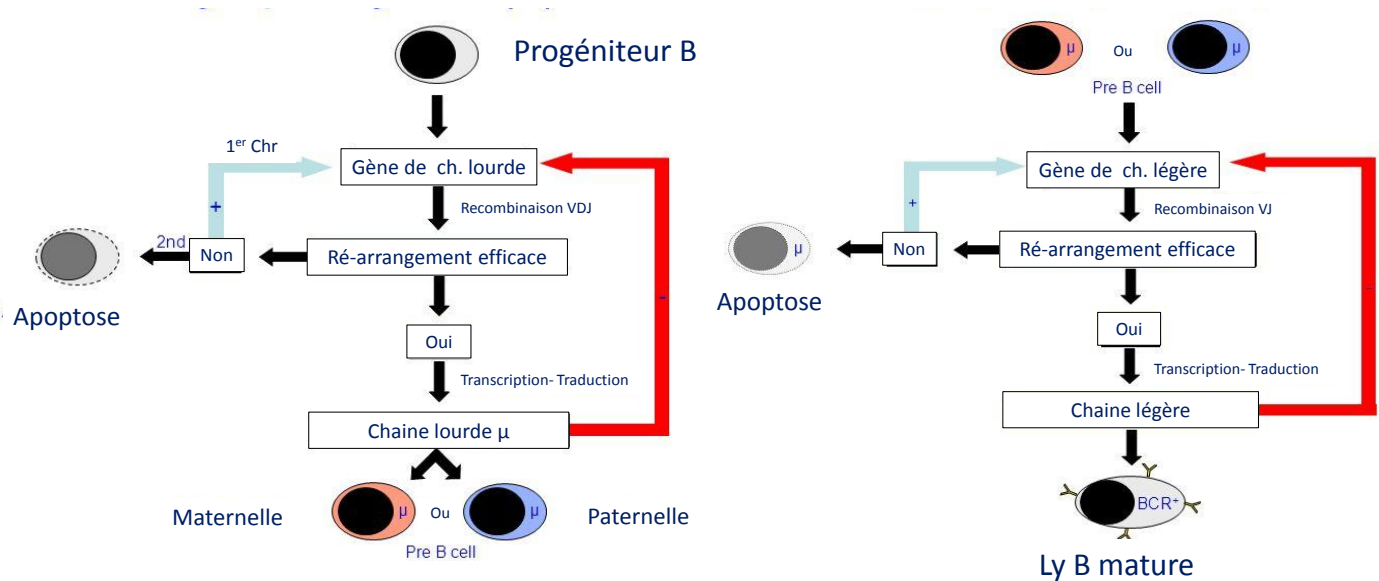 Progéniteur B
1er Chr
Gène de ch. lourde
Recombinaison VDJ
+
2nd
Non
Ré-arrangement efficace
-
Apoptose
Oui
Transcription- Traduction
Chaine lourde µ
Maternelle
µ
Ou
µ
Paternelle
Pre B cell
µ
Ou
µ
Pre B cell
Gène de ch. légère
+
Recombinaison VJ
µ
Non
Ré-arrangement efficace
-
Apoptose
Oui
Transcription- Traduction
Chaine légère
BCR+
Ly B mature